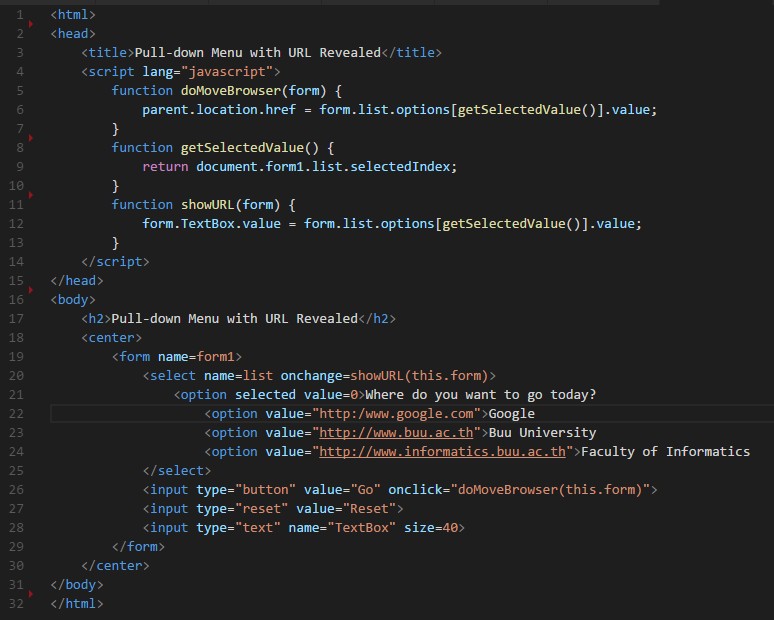 1 <html>
2 <head>
3     <title>Pull-down Menu with URL Revealed</title>
4     <script lang="javascript">
5         function doMoveBrowser(form) {
6             parent.location.href = form.list.options[getSelectedValue()].value;
7         }
8         function getSelectedValue() {
9             return document.form1.list.selectedIndex;
10         }
11         function showURL(form) {
12             form.TextBox.value = form.list.options[getSelectedValue()].value;
13         }
14     </script>
15 </head>
16 <body>
17     <h2>Pull-down Menu with URL Revealed</h2>
18     <center>
19         <form name=form1>
20             <select name=list onchange=showURL(this.form)>
21                 <option selected value=0>Where do you want to go today?
22                     <option value="http:/www.google.com">Google
23                     <option value="http://www.buu.ac.th">Buu University
24                     <option value="http://www.informatics.buu.ac.th">Faculty of Informatics
25             </select>
26             <input type="button" value="Go" onclick="doMoveBrowser(this.form)">
27             <input type="reset" value="Reset">
28             <input type="text" name="TextBox" size=40>
29         </form>
30     </center>
31 </body>
32 </html>